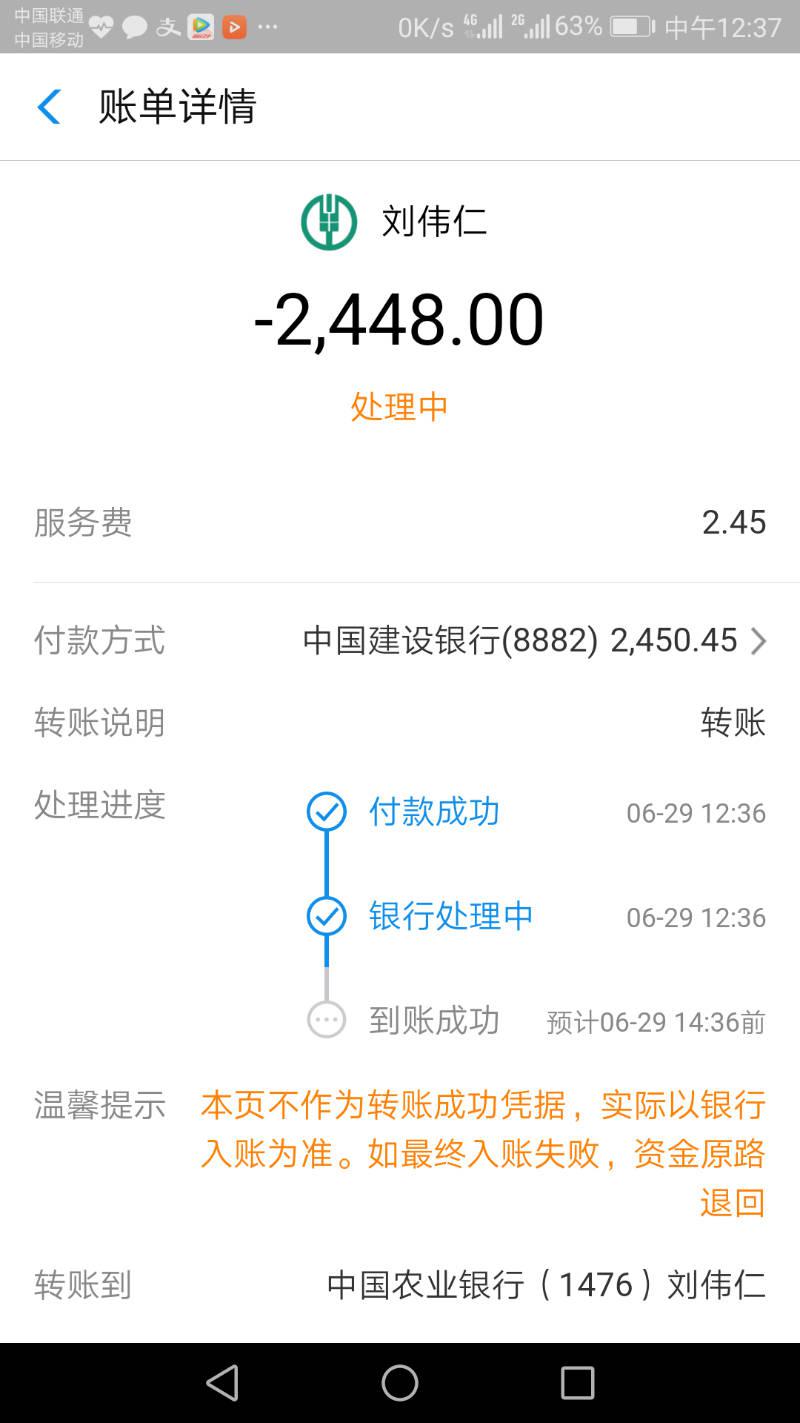 中国联通
中国移动
0K/s 4G 2G 63% 中午12:37
账单详情
刘伟仁
-2,448.00
处理中
服务费 2.45
付款方式 中国建设银行(8882) 2,450.45
转账说明 转账
处理进度 付款成功 06-29 12:36
银行处理中 06-29 12:36
到账成功 预计06-29 14:36前
温馨提示 本页不作为转账成功凭据，实际以银行
入账为准。如最终入账失败，资金原路
退回
转账到 中国农业银行（1476）刘伟仁